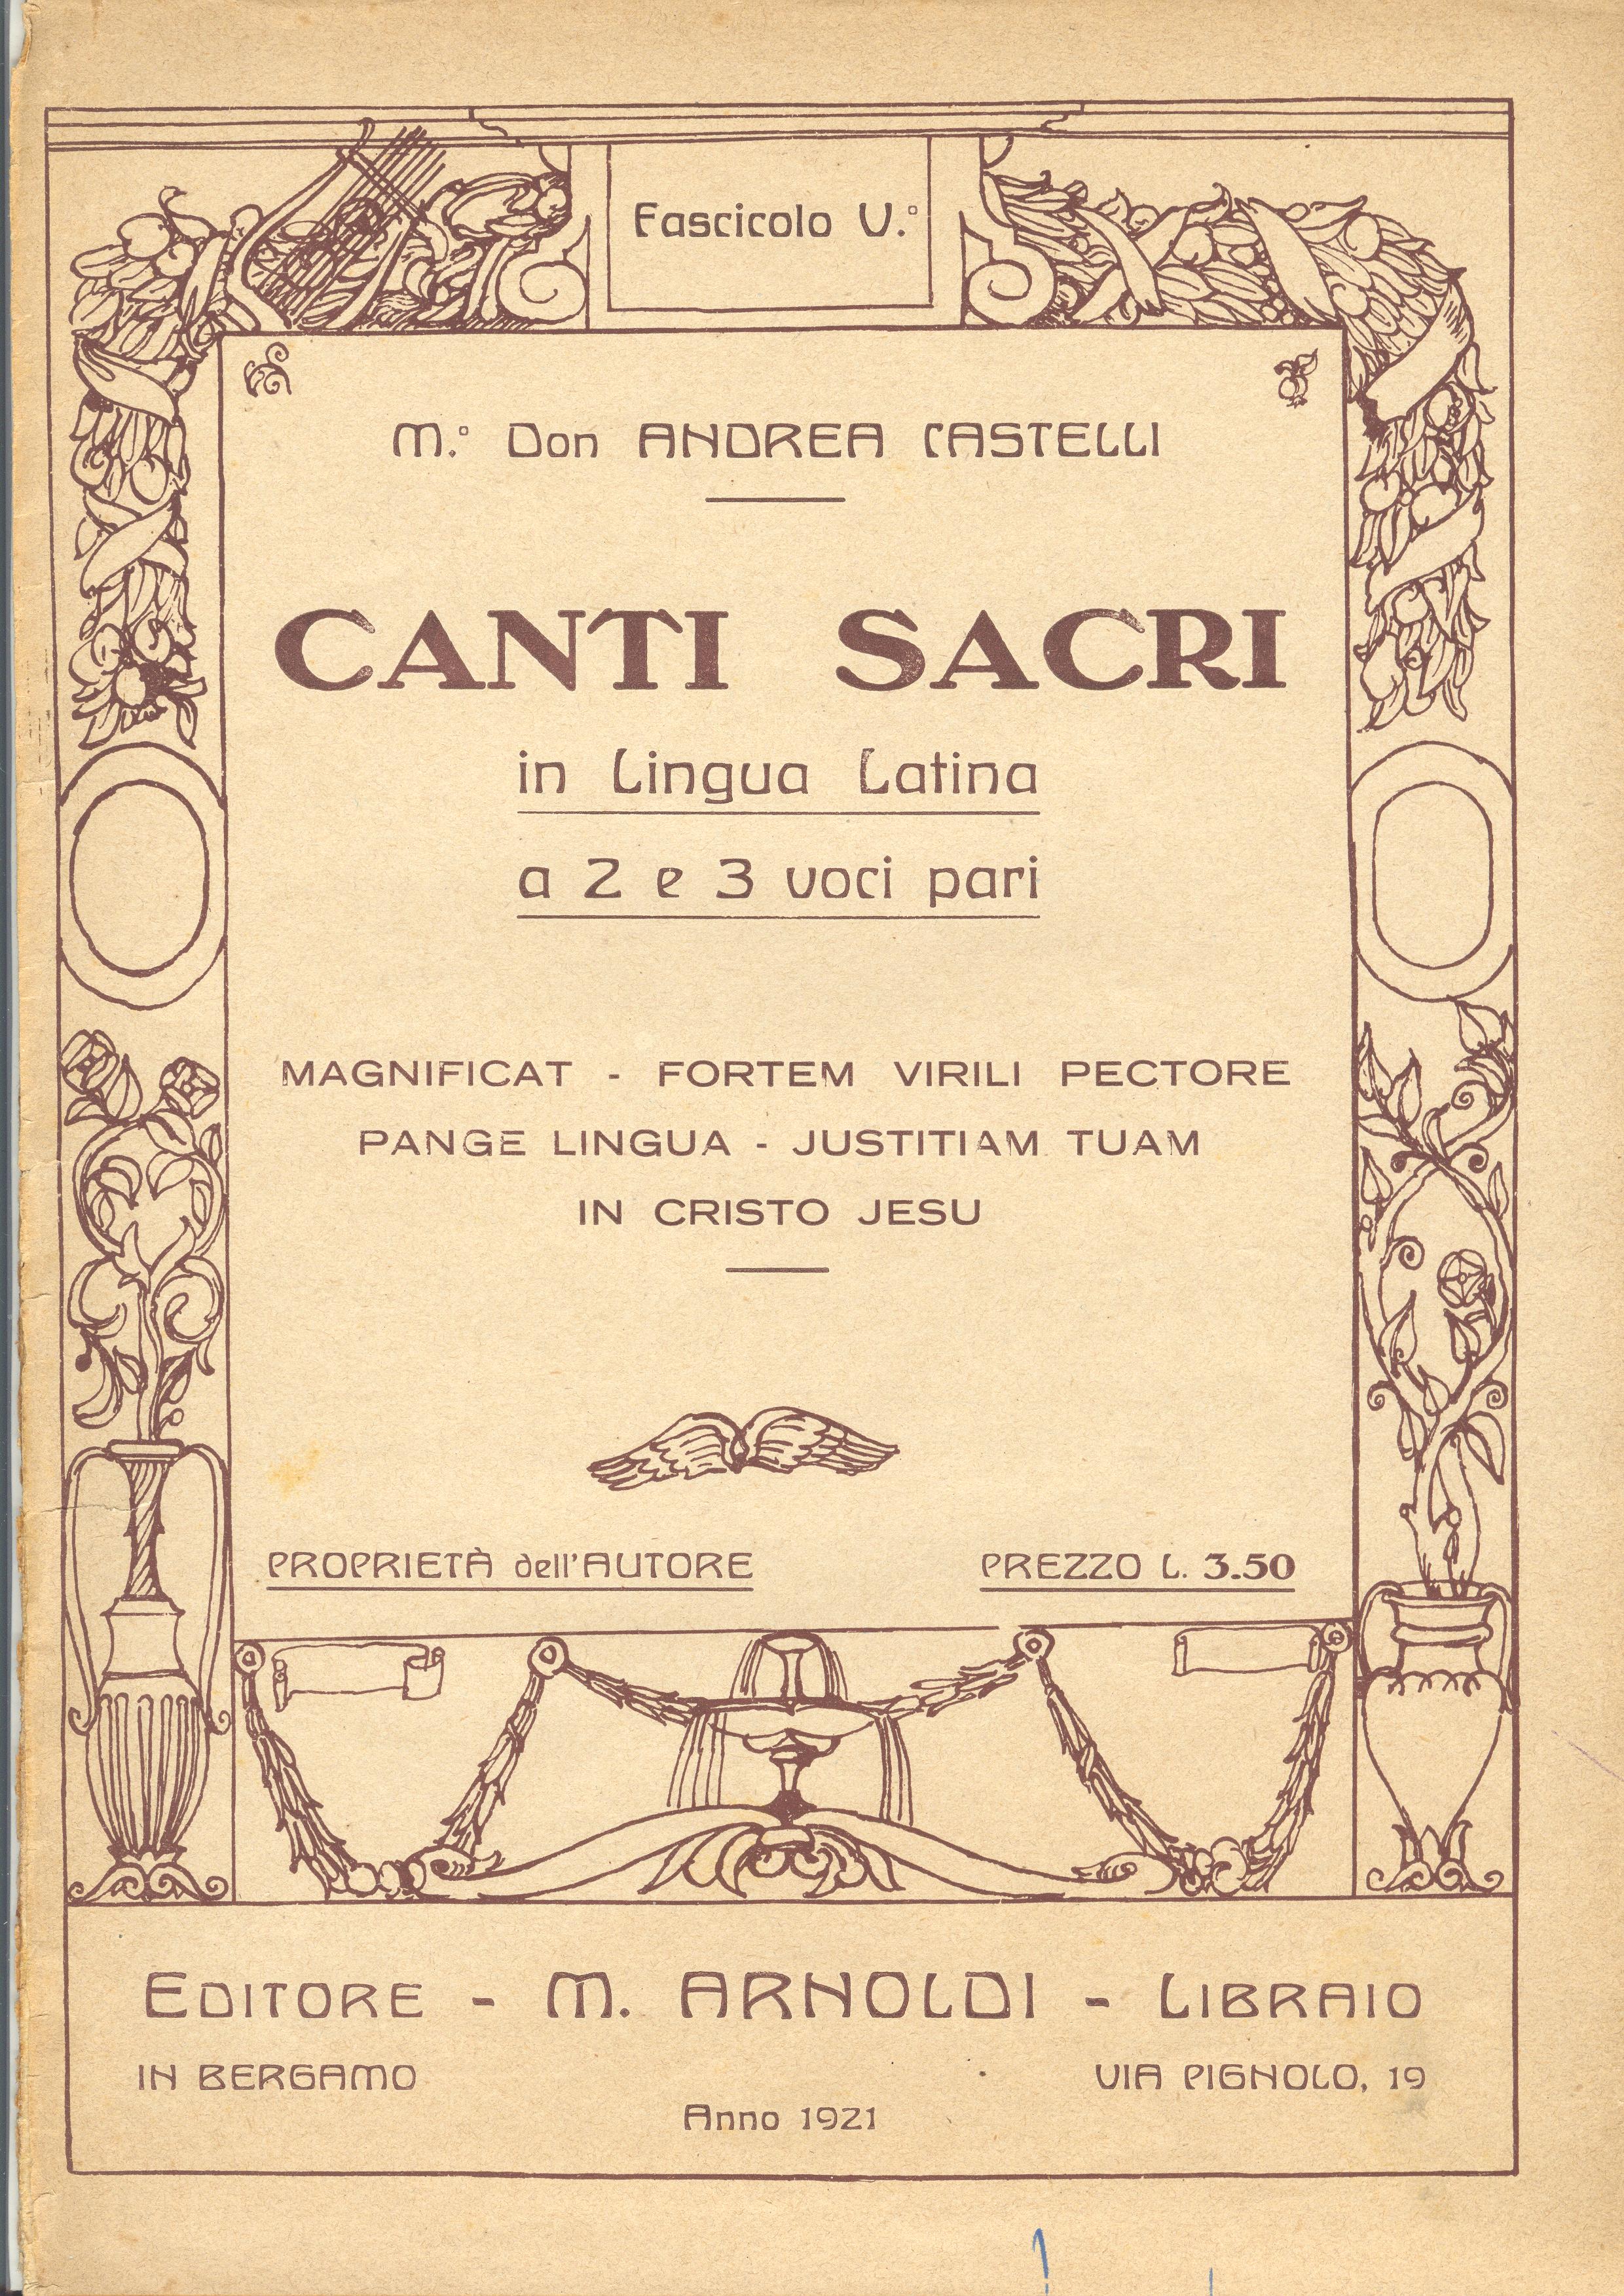 Fascicolo V.º
M.º Don ANDREA CASTELLI
CANTI SACRI
in Lingua Latina
a 2 e 3 voci pari
MAGNIFICAT - FORTEM VIRILI PECTORE
PANGE LINGUA - JUSTITIAM TUAM
IN CRISTO JESU
PROPRIETÀ dell'AUTORE PREZZO L. 3.50
EDITORE - M. ARNOLDI - LIBRAIO
IN BERGAMO VIA PIGNOLO, 19
Anno 1921